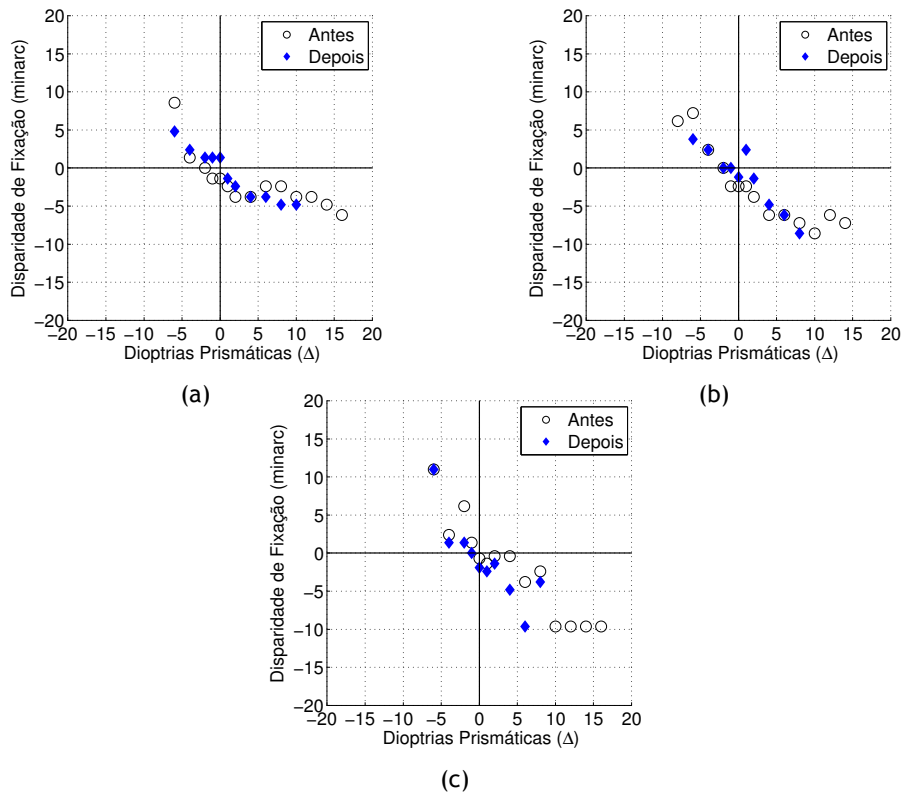 20
15
10
5
0
−5
−10
−15
−20
−20 −15 −10 −5 0 5 10 15 20
Disparidade de Fixação (minarc)
Dioptrias Prismáticas (Δ)
Antes
Depois
(a)
20
15
10
5
0
−5
−10
−15
−20
−20 −15 −10 −5 0 5 10 15 20
Disparidade de Fixação (minarc)
Dioptrias Prismáticas (Δ)
Antes
Depois
(b)
20
15
10
5
0
−5
−10
−15
−20
−20 −15 −10 −5 0 5 10 15 20
Disparidade de Fixação (minarc)
Dioptrias Prismáticas (Δ)
Antes
Depois
(c)